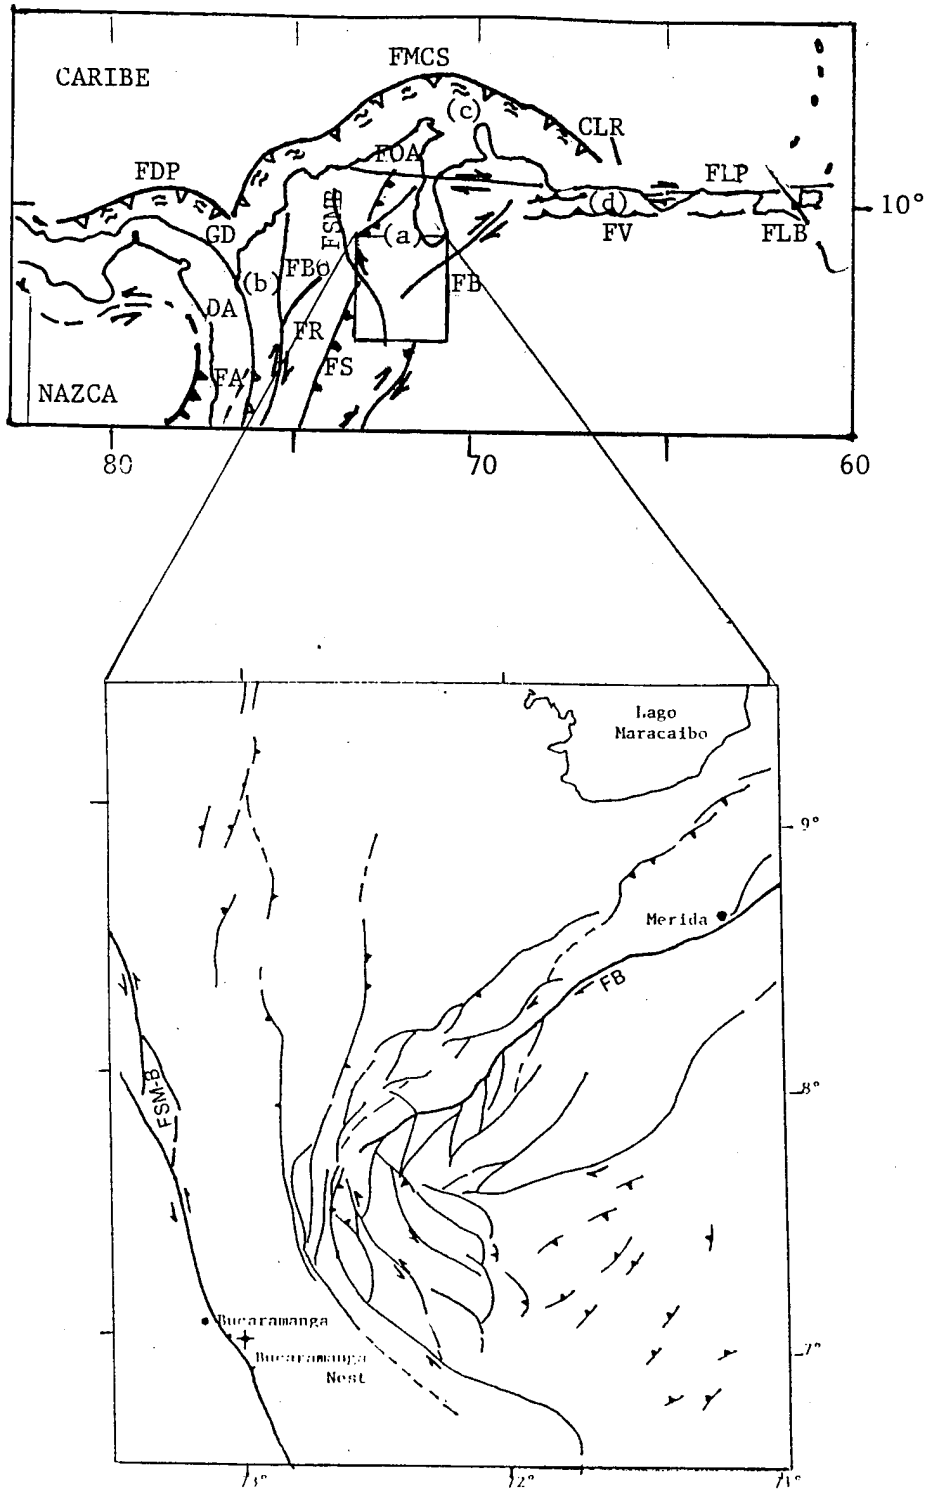 FMCS
CARIBE
(c)
CLR
FOA
FDP
FLP
FSMB
(d)
GD
(a)
FV
FLB
10°
(b)
FBo
FB
DA
FR
FS
FA
NAZCA
80
70
60
Lago
Maracaibo
9°
Merida
FB
8°
FSM-B
Bucaramanga
Bucaramanga
Nest
7°
73°
72°
71°